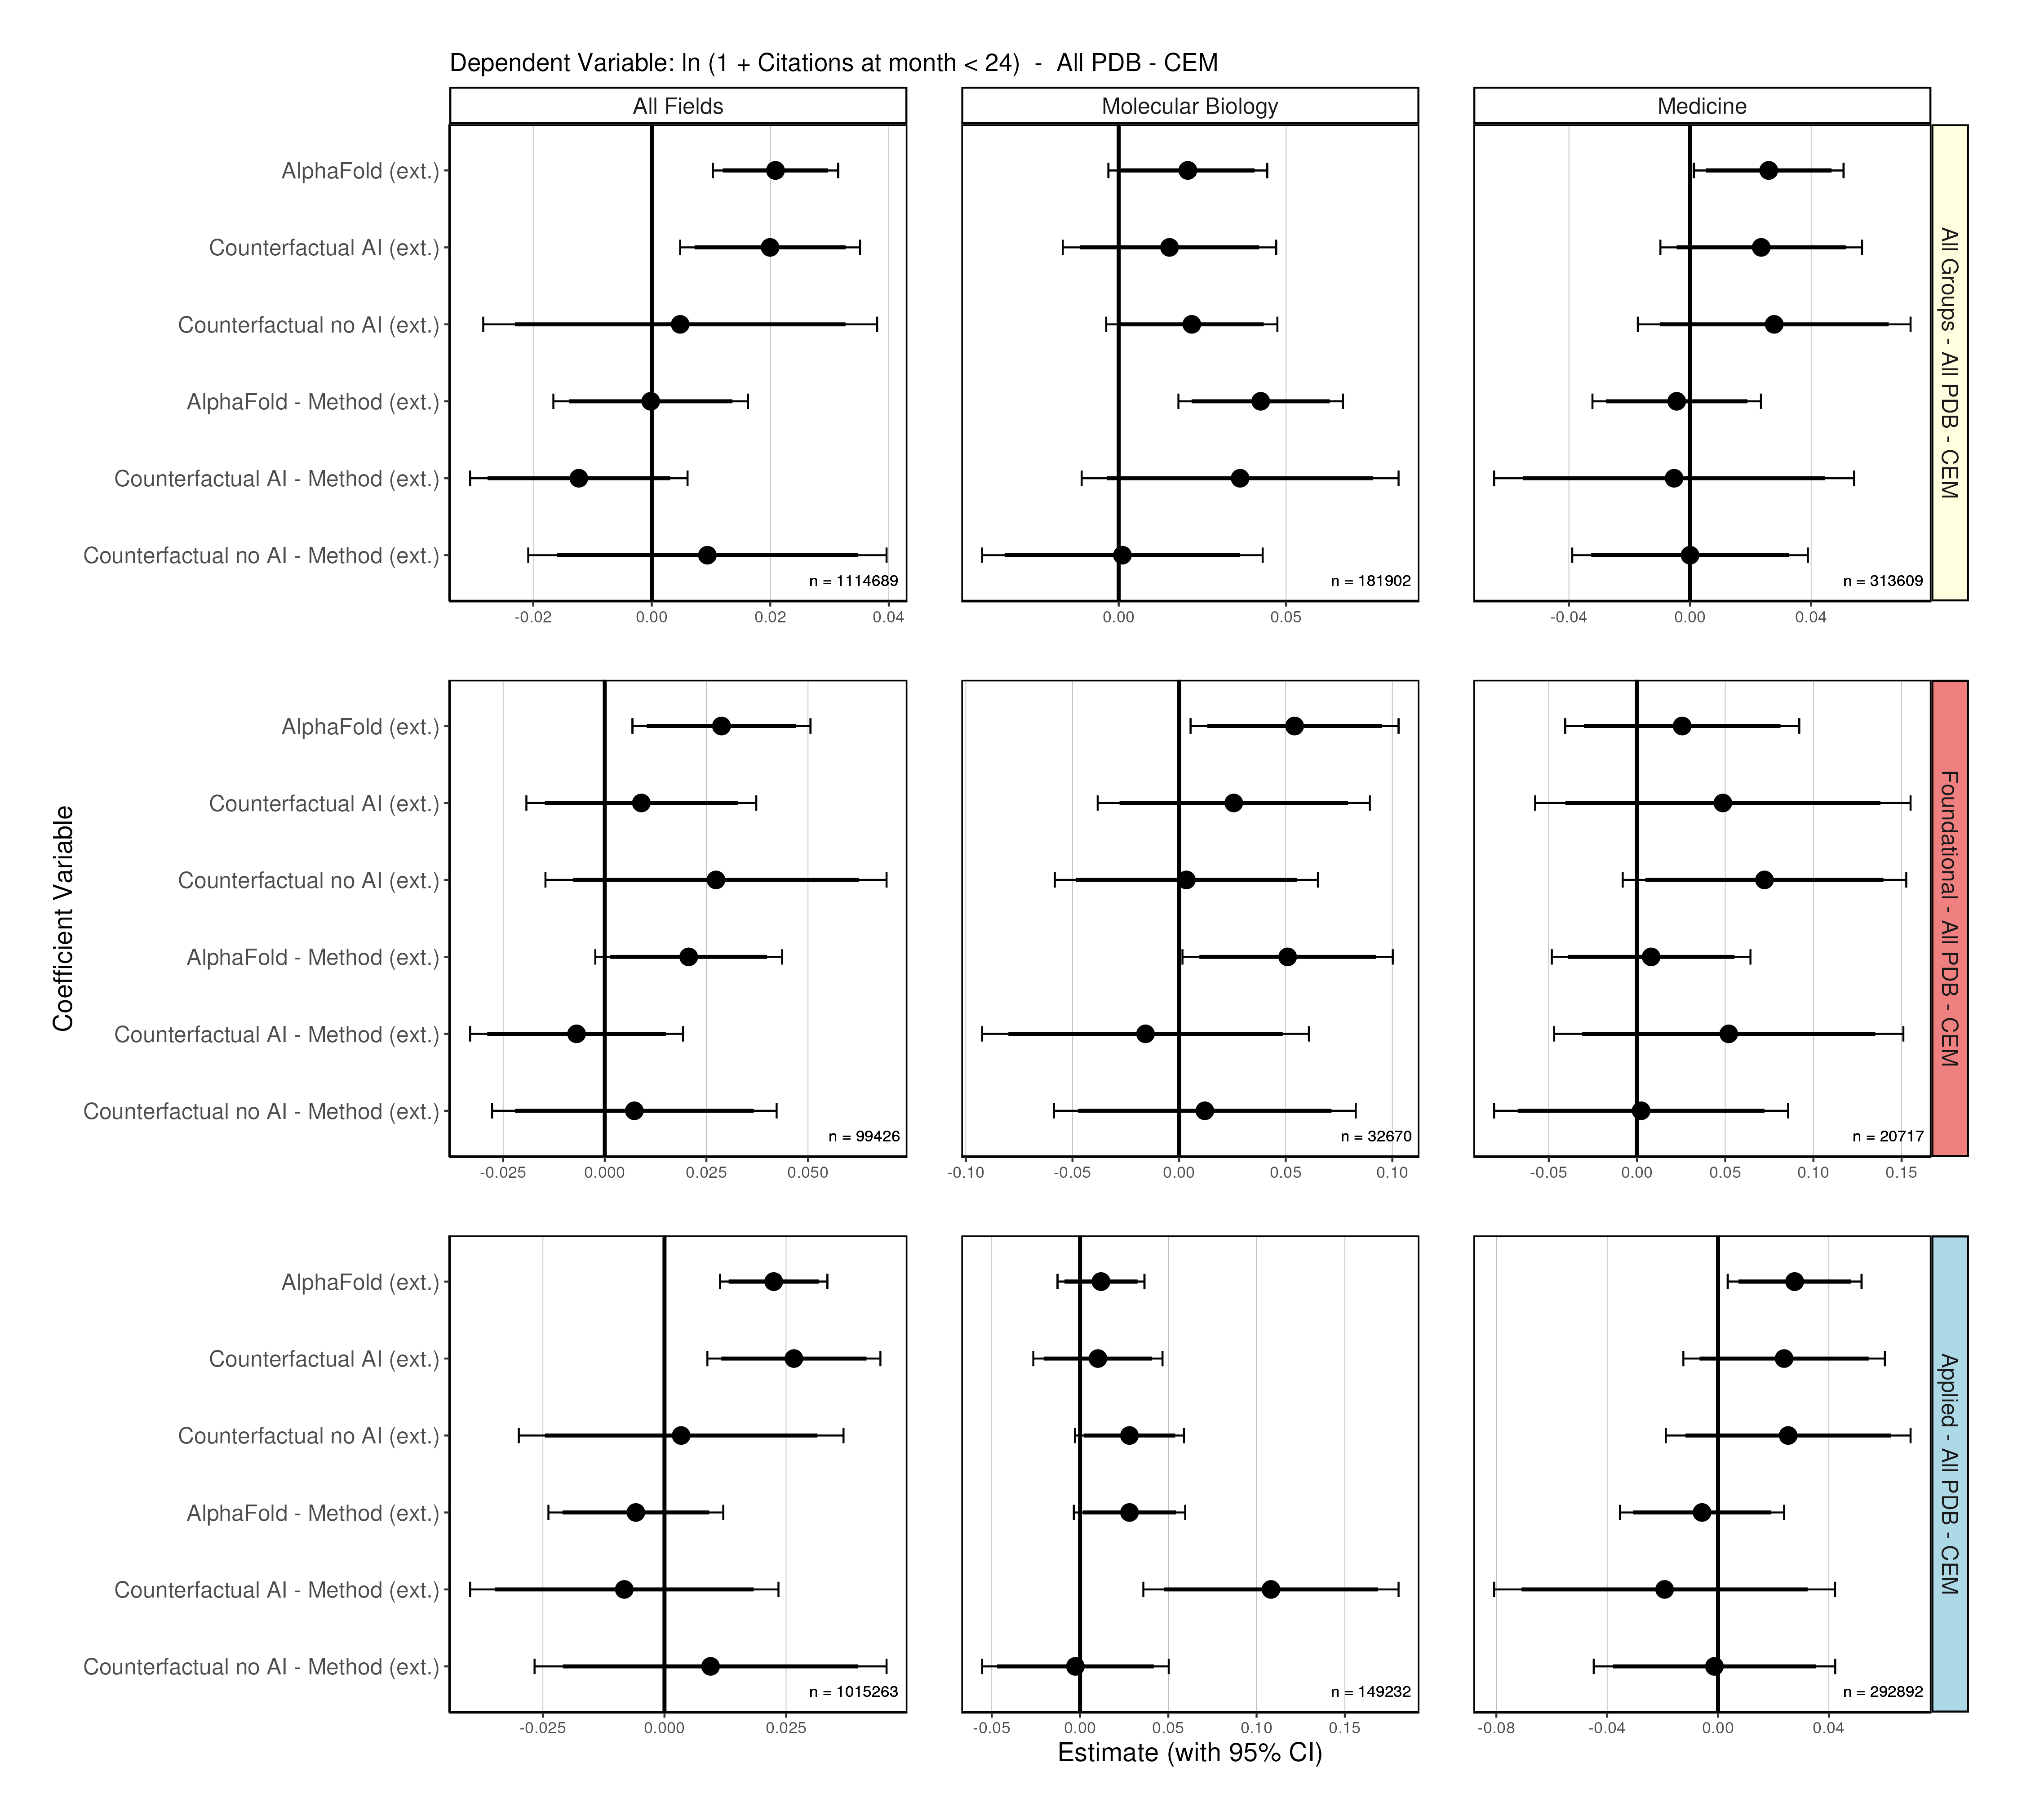 Dependent Variable: ln (1 + Citations at month < 24)  -  All PDB - CEM
All Fields
Molecular Biology
Medicine
AlphaFold (ext.)
Counterfactual AI (ext.)
Counterfactual no AI (ext.)
AlphaFold - Method (ext.)
Counterfactual AI - Method (ext.)
Counterfactual no AI - Method (ext.)
n = 1114689
n = 181902
n = 313609
-0.02 0.00 0.02 0.04
0.00 0.05
-0.04 0.00 0.04
All Groups - All PDB - CEM
Coefficient Variable
AlphaFold (ext.)
Counterfactual AI (ext.)
Counterfactual no AI (ext.)
AlphaFold - Method (ext.)
Counterfactual AI - Method (ext.)
Counterfactual no AI - Method (ext.)
n = 99426
n = 32670
n = 20717
-0.025 0.000 0.025 0.050
-0.10 -0.05 0.00 0.05 0.10
-0.05 0.00 0.05 0.10 0.15
Foundational - All PDB - CEM
AlphaFold (ext.)
Counterfactual AI (ext.)
Counterfactual no AI (ext.)
AlphaFold - Method (ext.)
Counterfactual AI - Method (ext.)
Counterfactual no AI - Method (ext.)
n = 1015263
n = 149232
n = 292892
-0.025 0.000 0.025
-0.05 0.00 0.05 0.10 0.15
-0.08 -0.04 0.00 0.04
Applied - All PDB - CEM
Estimate (with 95% CI)